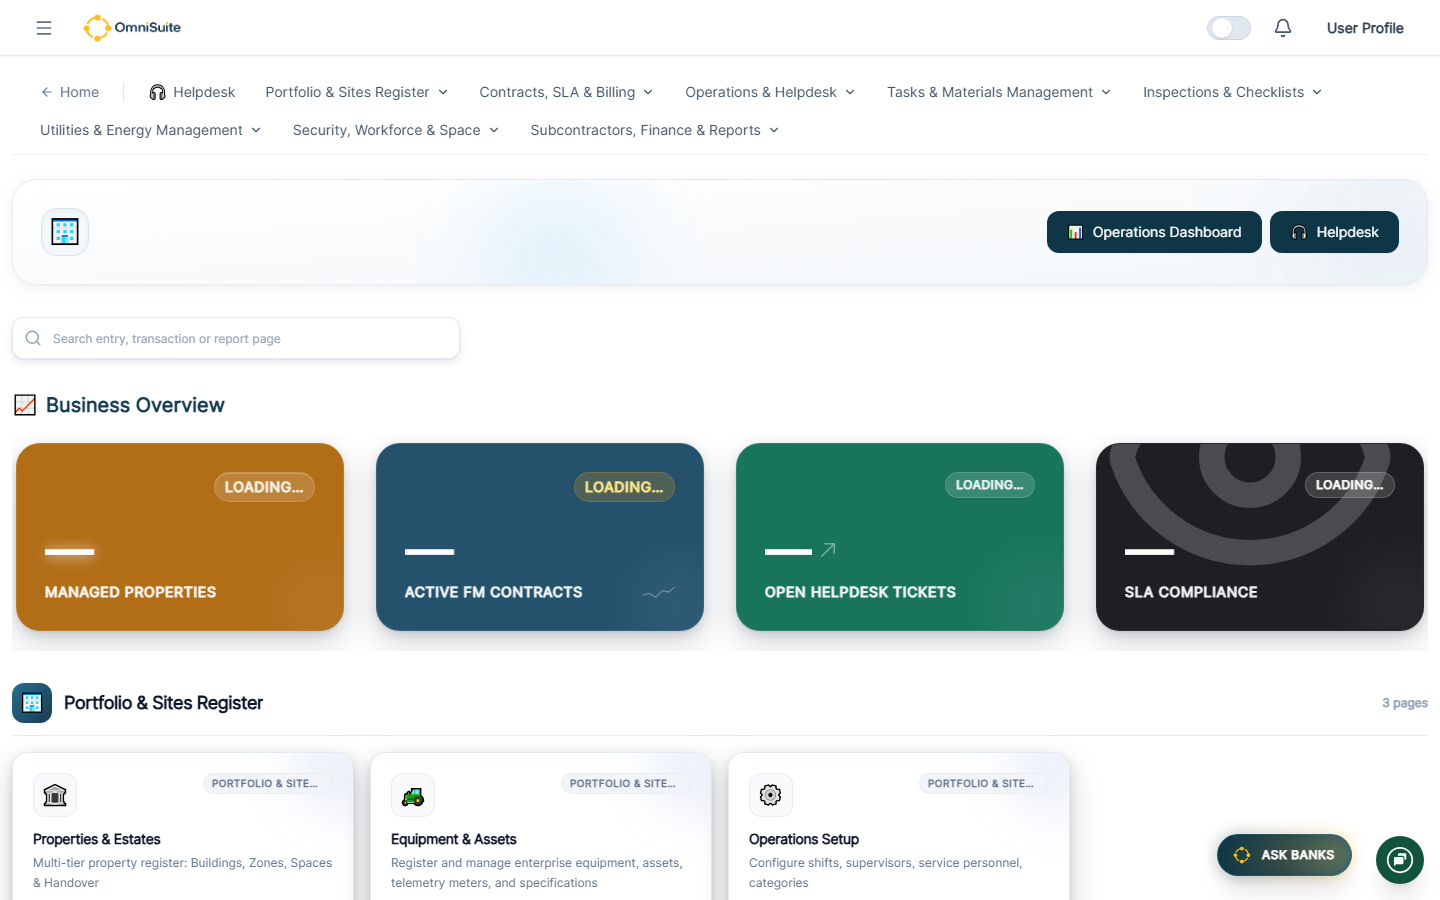 OmniSuite
User Profile
Home
Helpdesk
Portfolio & Sites Register
Contracts, SLA & Billing
Operations & Helpdesk
Tasks & Materials Management
Inspections & Checklists
Utilities & Energy Management
Security, Workforce & Space
Subcontractors, Finance & Reports
Operations Dashboard
Helpdesk
Search entry, transaction or report page
Business Overview
LOADING...
MANAGED PROPERTIES
LOADING...
ACTIVE FM CONTRACTS
LOADING...
OPEN HELPDESK TICKETS
LOADING...
SLA COMPLIANCE
Portfolio & Sites Register
3 pages
PORTFOLIO & SITE...
Properties & Estates
Multi-tier property register: Buildings, Zones, Spaces
& Handover
PORTFOLIO & SITE...
Equipment & Assets
Register and manage enterprise equipment, assets,
telemetry meters, and specifications
PORTFOLIO & SITE...
Operations Setup
Configure shifts, supervisors, service personnel,
categories
ASK BANKS